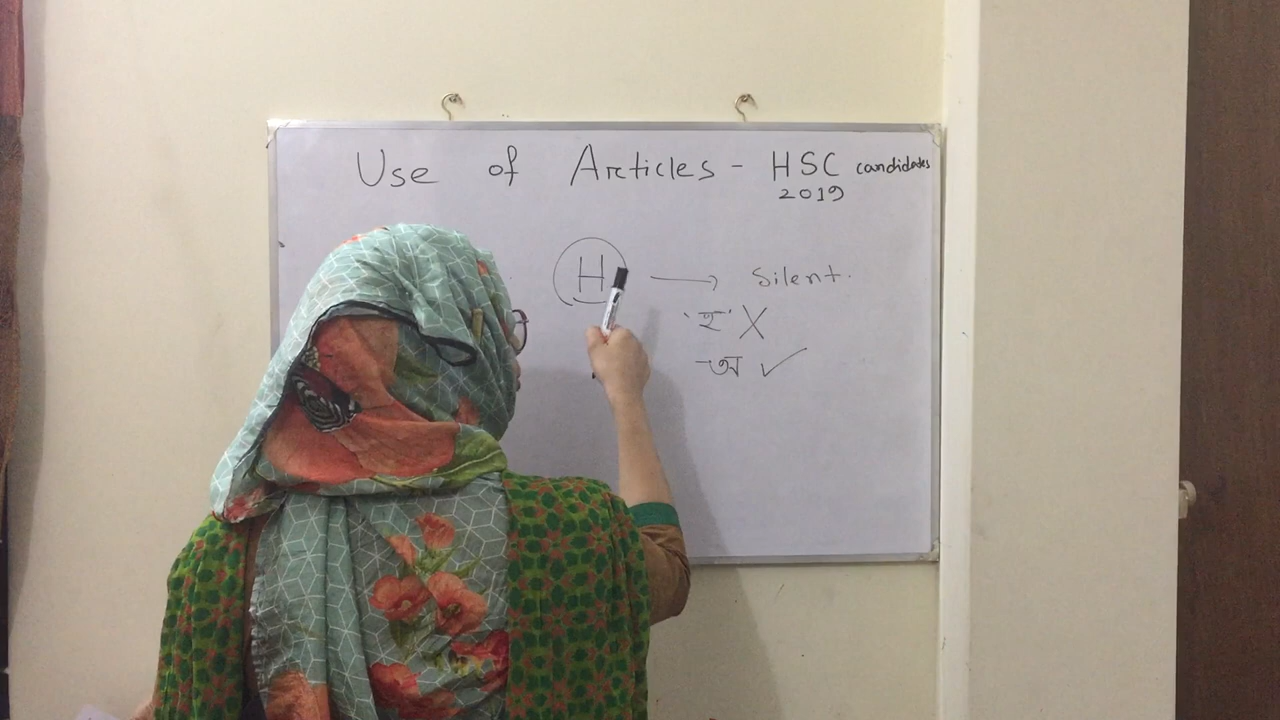 Use of Articles - HSC candidates
2019
H → Silent.
'হ' X
অ ✓